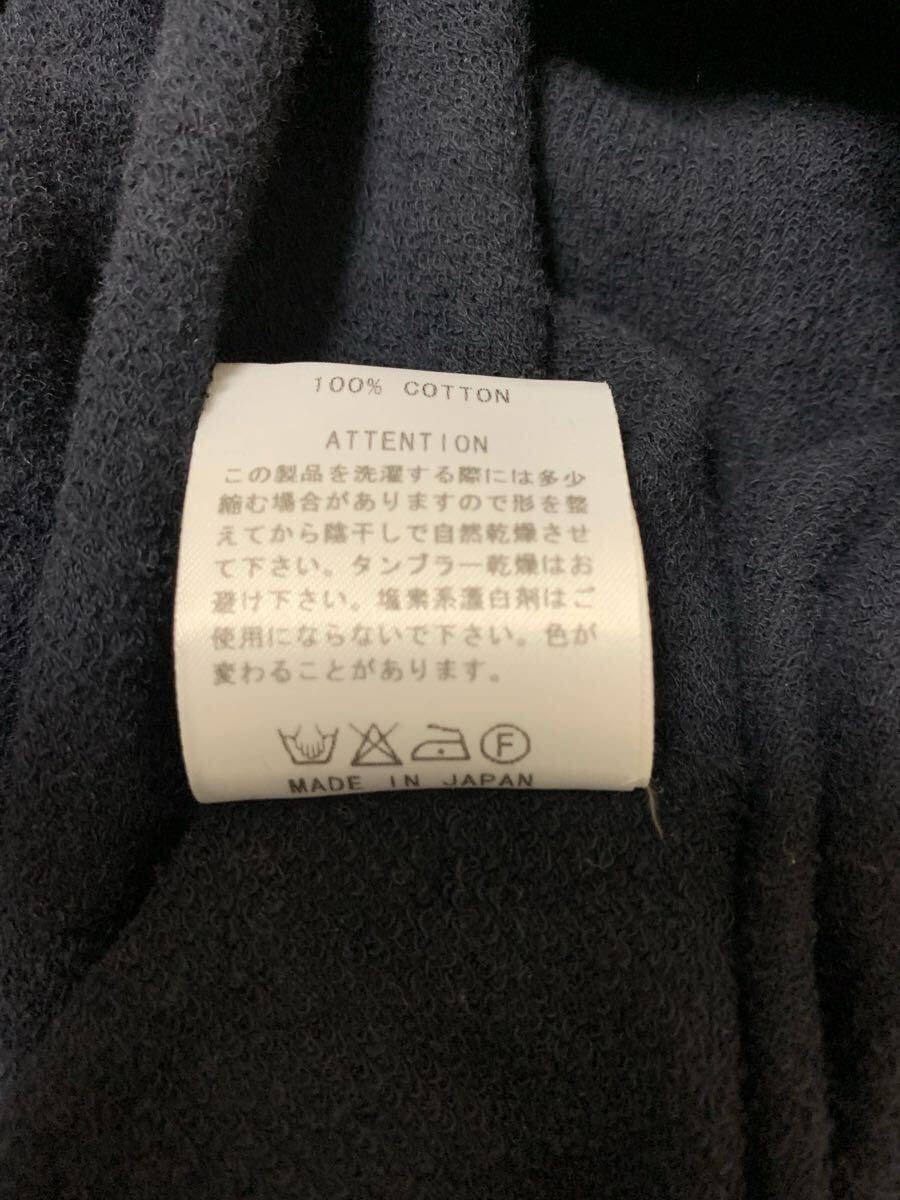 100% COTTON
ATTENTION
この製品を洗濯する際には多少
縮む場合がありますので形を整
えてから陰干しで自然乾燥させ
て下さい。タンブラー乾燥はお
避け下さい。塩素系漂白剤はご
使用にならないで下さい。色が
変わることがあります。
F
MADE IN JAPAN